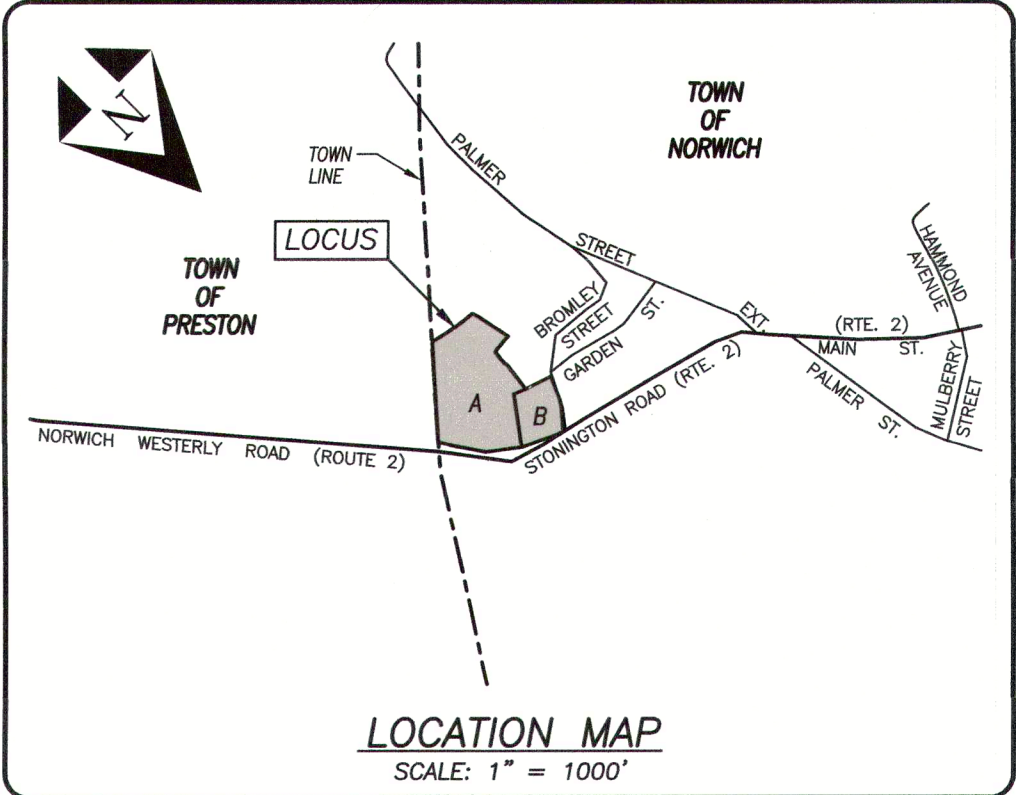 N
TOWN
OF
NORWICH
TOWN
LINE
PALMER
STREET
EXT.
LOCUS
TOWN
OF
PRESTON
HAMMOND
AVENUE
BROMLEY
STREET
GARDEN
ST.
(RTE. 2)
MAIN ST.
PALMER ST.
MULBERRY
STREET
A
B
STONINGTON ROAD (RTE. 2)
NORWICH WESTERLY ROAD (ROUTE 2)
LOCATION MAP
SCALE: 1" = 1000'